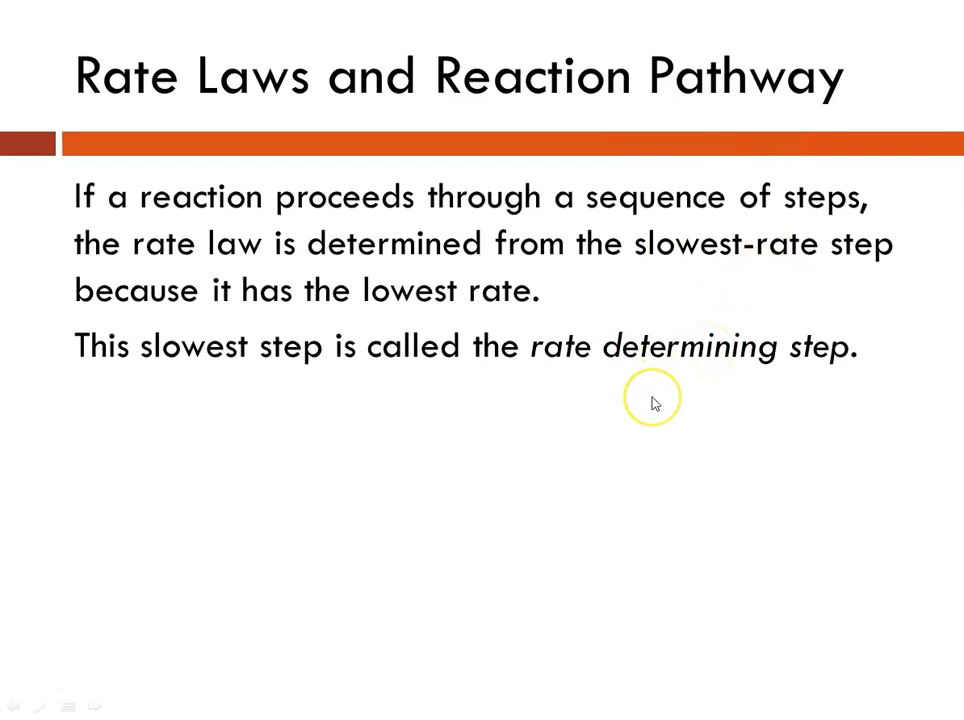 Rate Laws and Reaction Pathway
If a reaction proceeds through a sequence of steps,
the rate law is determined from the slowest-rate step
because it has the lowest rate.
This slowest step is called the rate determining step.